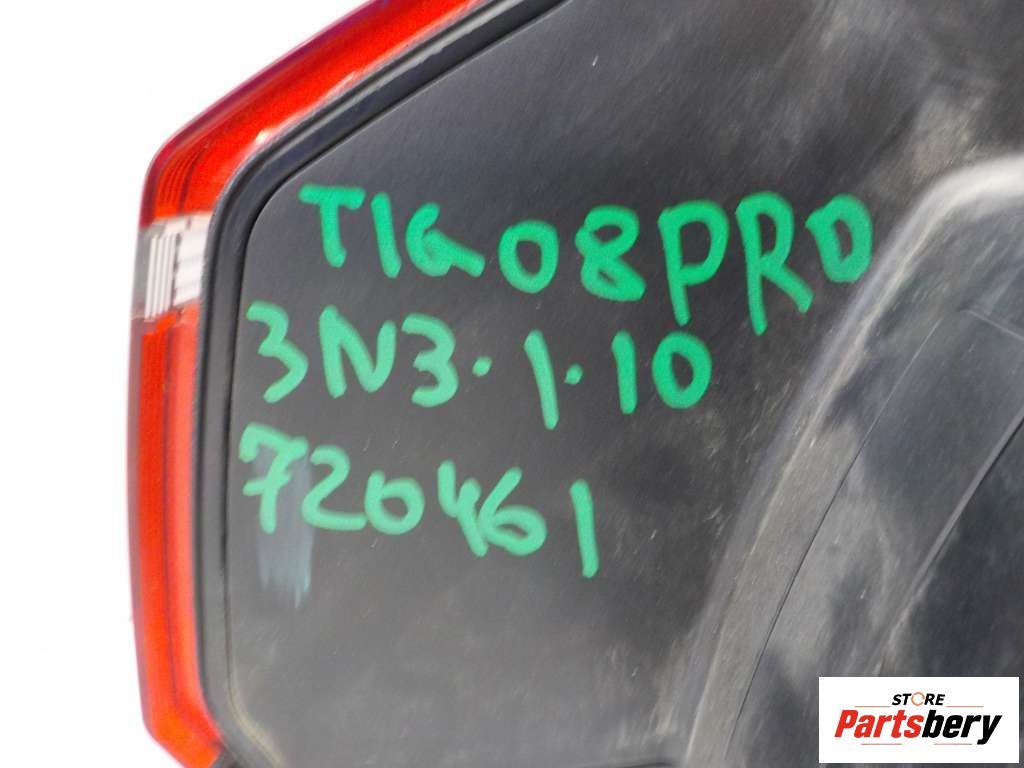 TIGO8PRO
3N3.1.10
720461
STORE
Partsbery